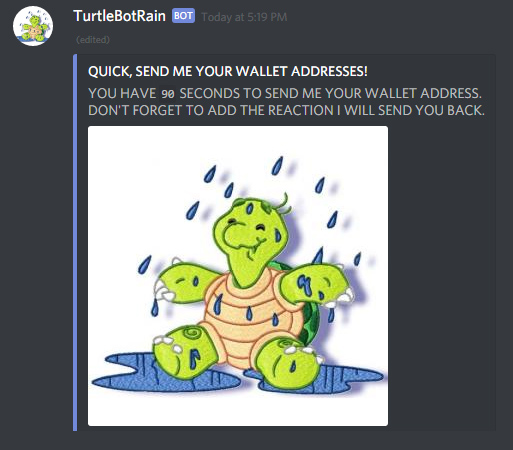 TurtleBotRain BOT Today at 5:19 PM
(edited)
QUICK, SEND ME YOUR WALLET ADDRESSES!
YOU HAVE 90 SECONDS TO SEND ME YOUR WALLET ADDRESS.
DON'T FORGET TO ADD THE REACTION I WILL SEND YOU BACK.